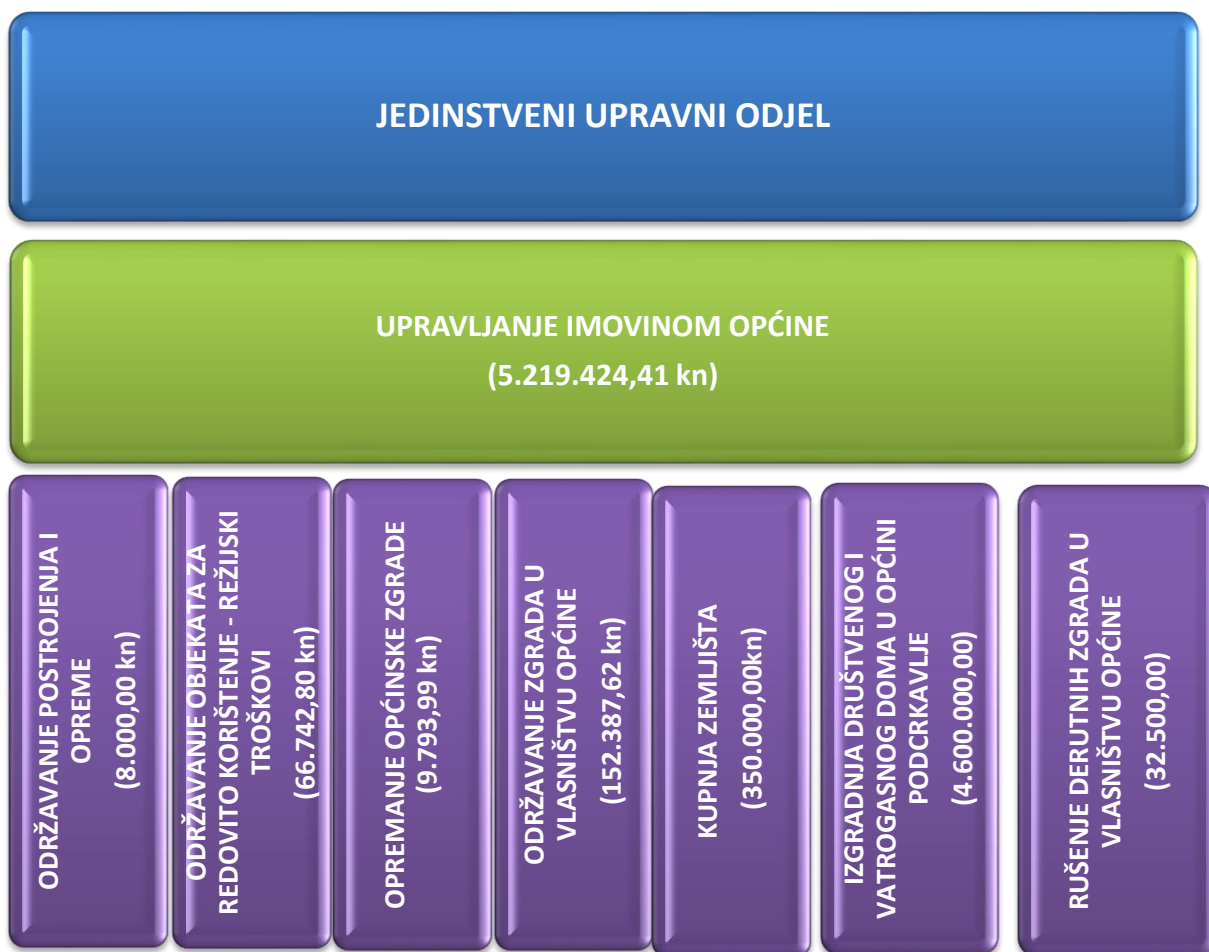 JEDINSTVENI UPRAVNI ODJEL
UPRAVLJANJE IMOVINOM OPĆINE
(5.219.424,41 kn)
ODRŽAVANJE POSTROJENJA I
OPREME
(8.000,00 kn)
ODRŽAVANJE OBJEKATA ZA
REDOVITO KORIŠTENJE - REŽIJSKI
TROŠKOVI
(66.742,80 kn)
OPREMANJE OPĆINSKE ZGRADE
(9.793,99 kn)
ODRŽAVANJE ZGRADA U
VLASNIŠTVU OPĆINE
(152.387,62 kn)
KUPNJA ZEMLJIŠTA
(350.000,00kn)
IZGRADNJA DRUŠTVENOG I
VATROGASNOG DOMA U OPĆINI
PODCRKAVLJE
(4.600.000,00)
RUŠENJE DERUTNIH ZGRADA U
VLASNIŠTVU OPĆINE
(32.500,00)